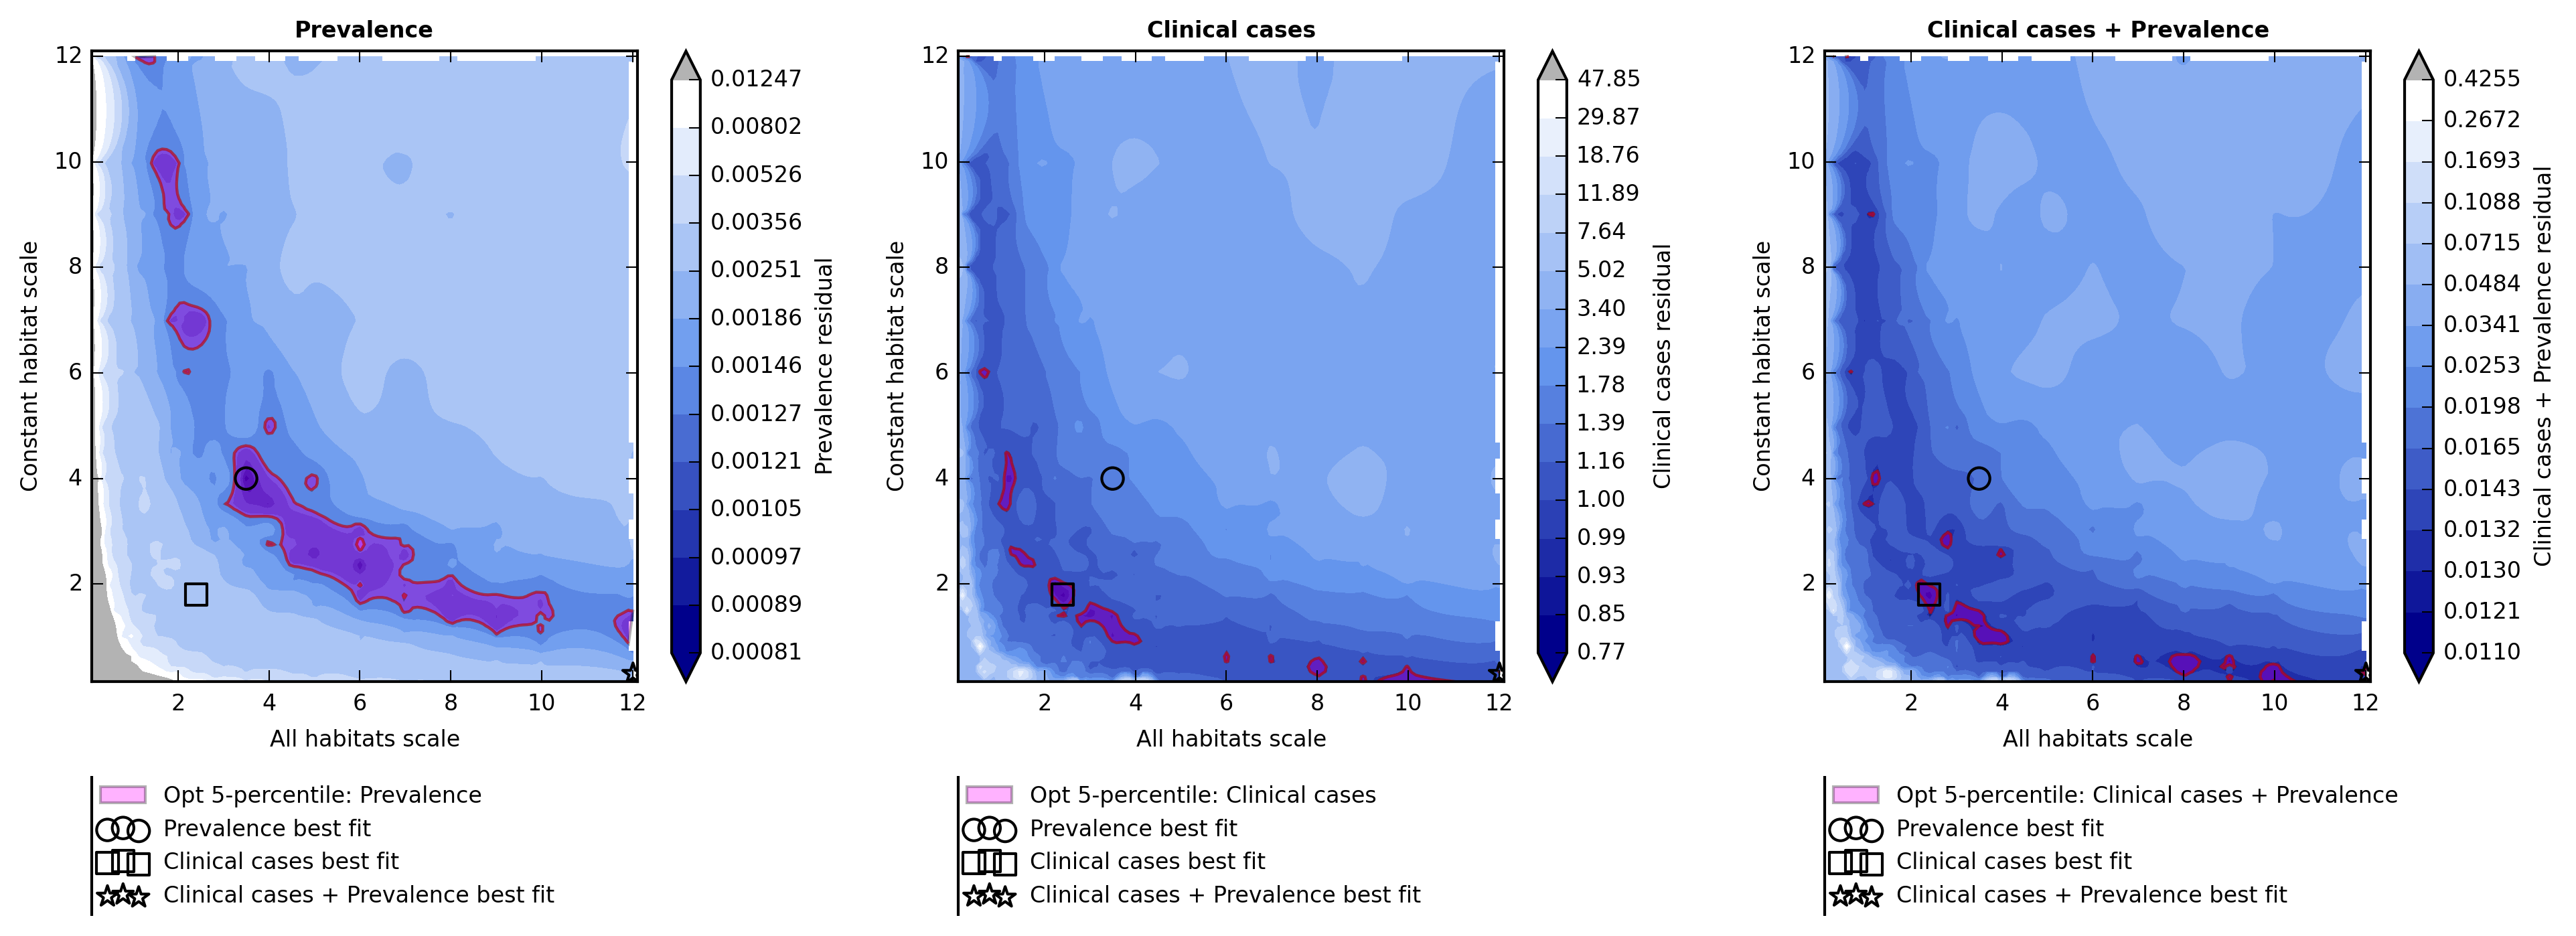 Prevalence
Constant habitat scale
12
10
8
6
4
2
2 4 6 8 10 12
All habitats scale
0.01247
0.00802
0.00526
0.00356
0.00251
0.00186
0.00146
0.00127
0.00121
0.00105
0.00097
0.00089
0.00081
Prevalence residual
Opt 5-percentile: Prevalence
Prevalence best fit
Clinical cases best fit
Clinical cases + Prevalence best fit
Clinical cases
Constant habitat scale
12
10
8
6
4
2
2 4 6 8 10 12
All habitats scale
47.85
29.87
18.76
11.89
7.64
5.02
3.40
2.39
1.78
1.39
1.16
1.00
0.99
0.93
0.85
0.77
Clinical cases residual
Opt 5-percentile: Clinical cases
Prevalence best fit
Clinical cases best fit
Clinical cases + Prevalence best fit
Clinical cases + Prevalence
Constant habitat scale
12
10
8
6
4
2
2 4 6 8 10 12
All habitats scale
0.4255
0.2672
0.1693
0.1088
0.0715
0.0484
0.0341
0.0253
0.0198
0.0165
0.0143
0.0132
0.0130
0.0121
0.0110
Clinical cases + Prevalence residual
Opt 5-percentile: Clinical cases + Prevalence
Prevalence best fit
Clinical cases best fit
Clinical cases + Prevalence best fit